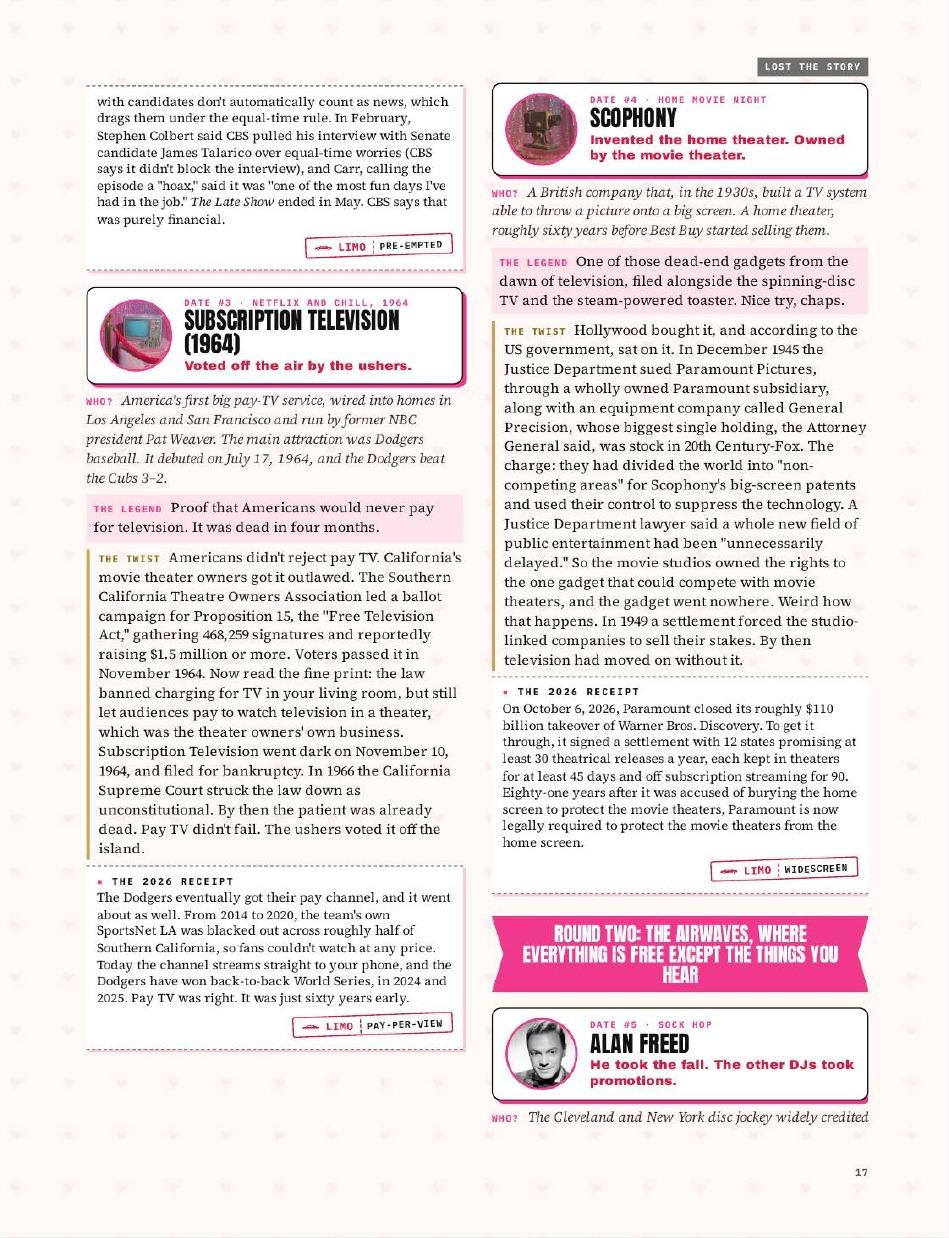 LOST THE STORY
with candidates don't automatically count as news, which
drags them under the equal-time rule. In February,
Stephen Colbert said CBS pulled his interview with Senate
candidate James Talarico over equal-time worries (CBS
says it didn't block the interview), and Carr, calling the
episode a "hoax," said it was "one of the most fun days I've
had in the job." The Late Show ended in May. CBS says that
was purely financial.
LIMO PRE-EMPTED
DATE #3 · NETFLIX AND CHILL, 1964
SUBSCRIPTION TELEVISION
(1964)
Voted off the air by the ushers.
WHO? America's first big pay-TV service, wired into homes in
Los Angeles and San Francisco and run by former NBC
president Pat Weaver. The main attraction was Dodgers
baseball. It debuted on July 17, 1964, and the Dodgers beat
the Cubs 3–2.
THE LEGEND Proof that Americans would never pay
for television. It was dead in four months.
THE TWIST Americans didn't reject pay TV. California's
movie theater owners got it outlawed. The Southern
California Theatre Owners Association led a ballot
campaign for Proposition 15, the "Free Television
Act," gathering 468,259 signatures and reportedly
raising $1.5 million or more. Voters passed it in
November 1964. Now read the fine print: the law
banned charging for TV in your living room, but still
let audiences pay to watch television in a theater,
which was the theater owners' own business.
Subscription Television went dark on November 10,
1964, and filed for bankruptcy. In 1966 the California
Supreme Court struck the law down as
unconstitutional. By then the patient was already
dead. Pay TV didn't fail. The ushers voted it off the
island.
▪ THE 2026 RECEIPT
The Dodgers eventually got their pay channel, and it went
about as well. From 2014 to 2020, the team's own
SportsNet LA was blacked out across roughly half of
Southern California, so fans couldn't watch at any price.
Today the channel streams straight to your phone, and the
Dodgers have won back-to-back World Series, in 2024 and
2025. Pay TV was right. It was just sixty years early.
LIMO PAY-PER-VIEW
DATE #4 · HOME MOVIE NIGHT
SCOPHONY
Invented the home theater. Owned
by the movie theater.
WHO? A British company that, in the 1930s, built a TV system
able to throw a picture onto a big screen. A home theater,
roughly sixty years before Best Buy started selling them.
THE LEGEND One of those dead-end gadgets from the
dawn of television, filed alongside the spinning-disc
TV and the steam-powered toaster. Nice try, chaps.
THE TWIST Hollywood bought it, and according to the
US government, sat on it. In December 1945 the
Justice Department sued Paramount Pictures,
through a wholly owned Paramount subsidiary,
along with an equipment company called General
Precision, whose biggest single holding, the Attorney
General said, was stock in 20th Century-Fox. The
charge: they had divided the world into "non-
competing areas" for Scophony's big-screen patents
and used their control to suppress the technology. A
Justice Department lawyer said a whole new field of
public entertainment had been "unnecessarily
delayed." So the movie studios owned the rights to
the one gadget that could compete with movie
theaters, and the gadget went nowhere. Weird how
that happens. In 1949 a settlement forced the studio-
linked companies to sell their stakes. By then
television had moved on without it.
▪ THE 2026 RECEIPT
On October 6, 2026, Paramount closed its roughly $110
billion takeover of Warner Bros. Discovery. To get it
through, it signed a settlement with 12 states promising at
least 30 theatrical releases a year, each kept in theaters
for at least 45 days and off subscription streaming for 90.
Eighty-one years after it was accused of burying the home
screen to protect the movie theaters, Paramount is now
legally required to protect the movie theaters from the
home screen.
LIMO WIDESCREEN
ROUND TWO: THE AIRWAVES, WHERE
EVERYTHING IS FREE EXCEPT THE THINGS YOU
HEAR
DATE #5 · SOCK HOP
ALAN FREED
He took the fall. The other DJs took
promotions.
WHO? The Cleveland and New York disc jockey widely credited
17